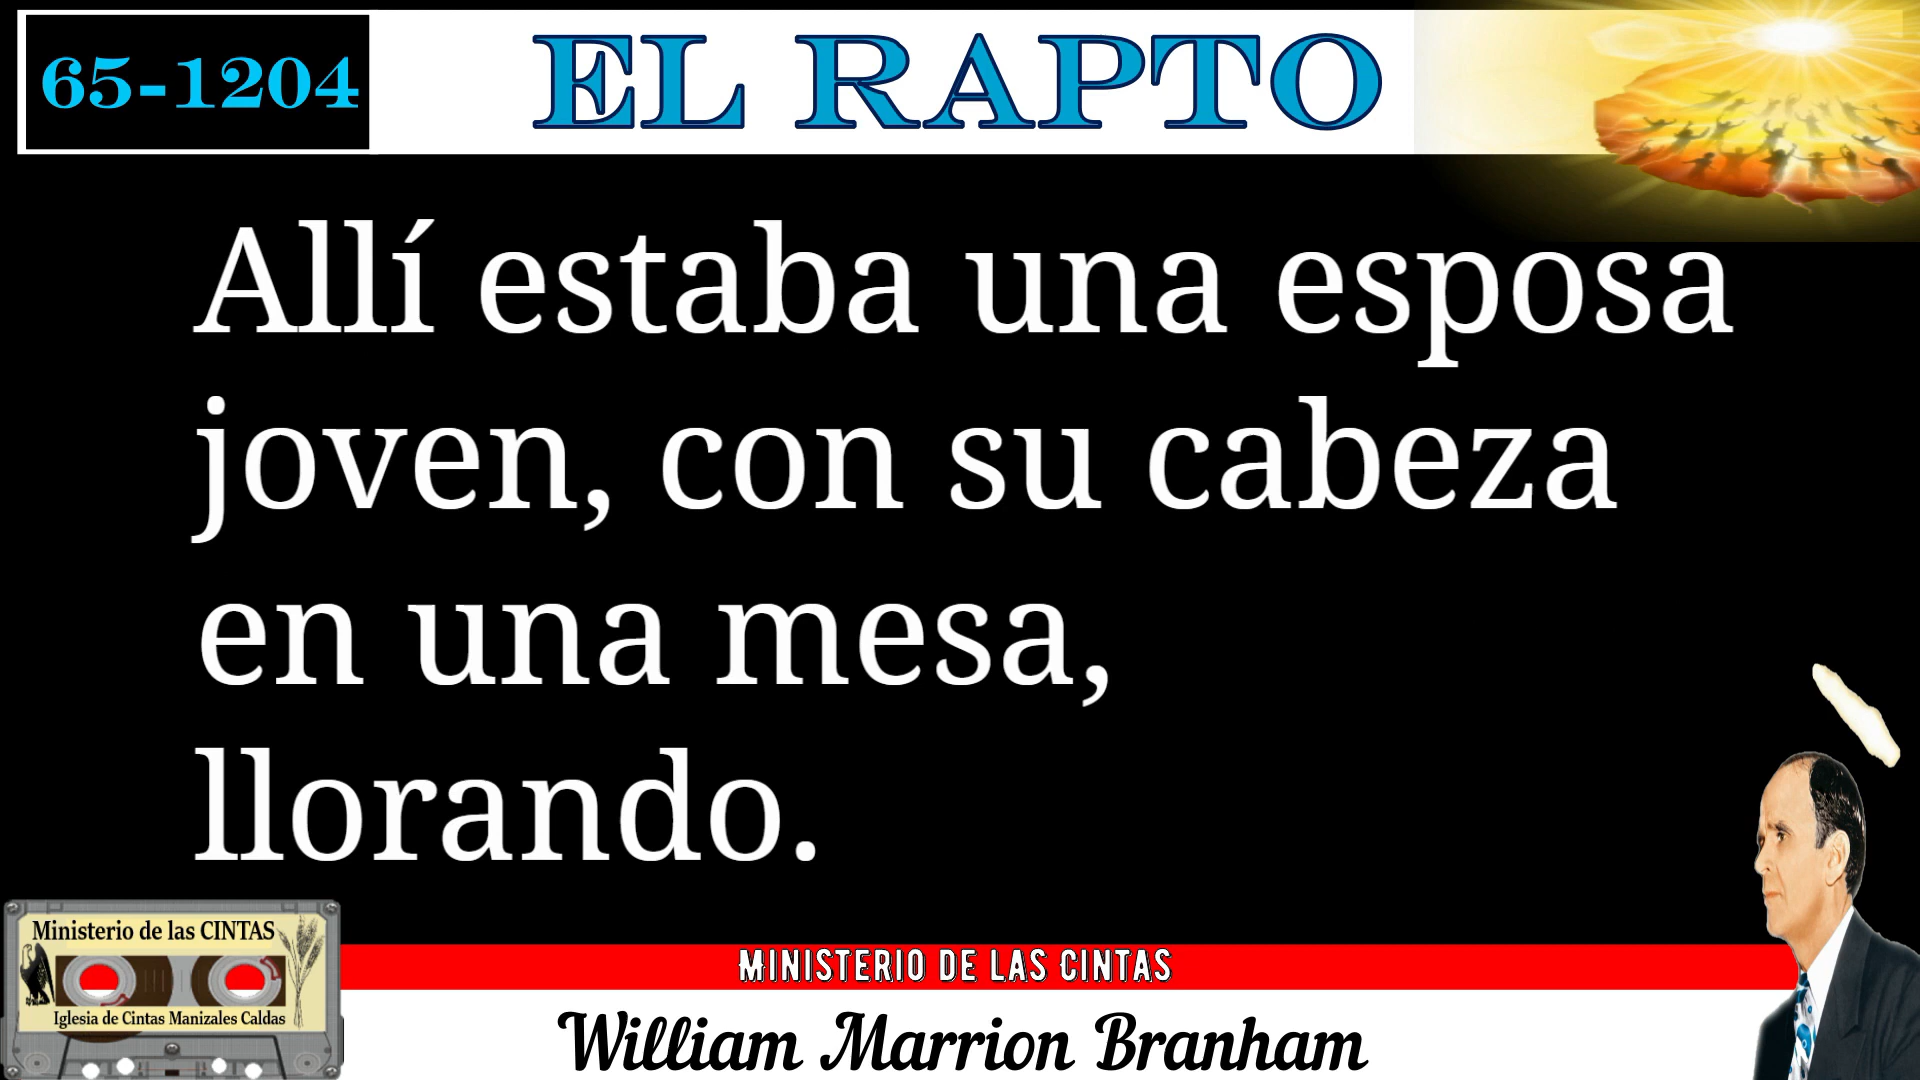 65-1204
EL RAPTO
Allí estaba una esposa
joven, con su cabeza
en una mesa,
llorando.
Ministerio de las CINTAS
Iglesia de Cintas Manizales Caldas
MINISTERIO DE LAS CINTAS
William Marrion Branham